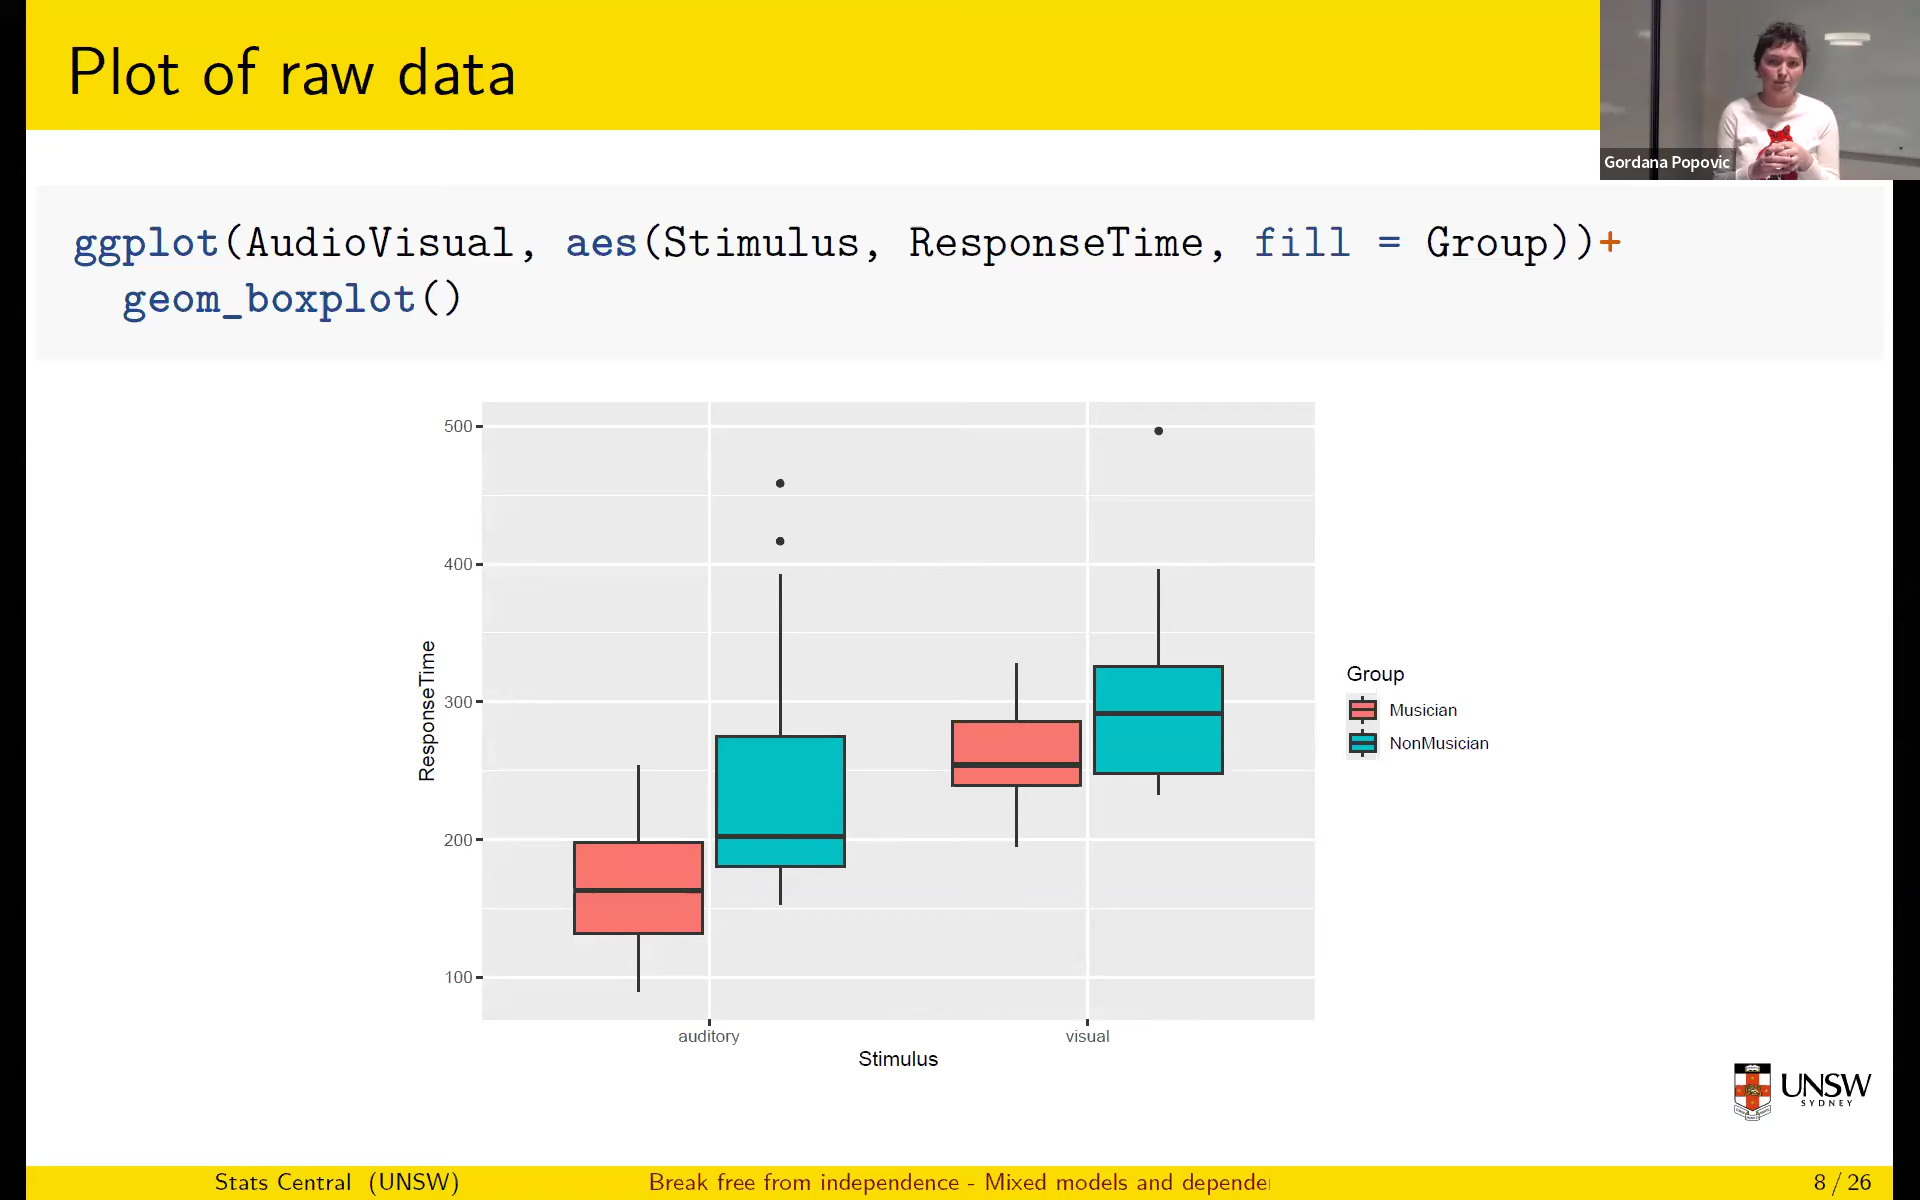 Plot of raw data
Gordana Popovic
ggplot(AudioVisual, aes(Stimulus, ResponseTime, fill = Group))+
geom_boxplot()
500
400
300
200
100
ResponseTime
auditory
visual
Stimulus
Group
Musician
NonMusician
UNSW
SYDNEY
Stats Central (UNSW)
Break free from independence - Mixed models and
8 / 26